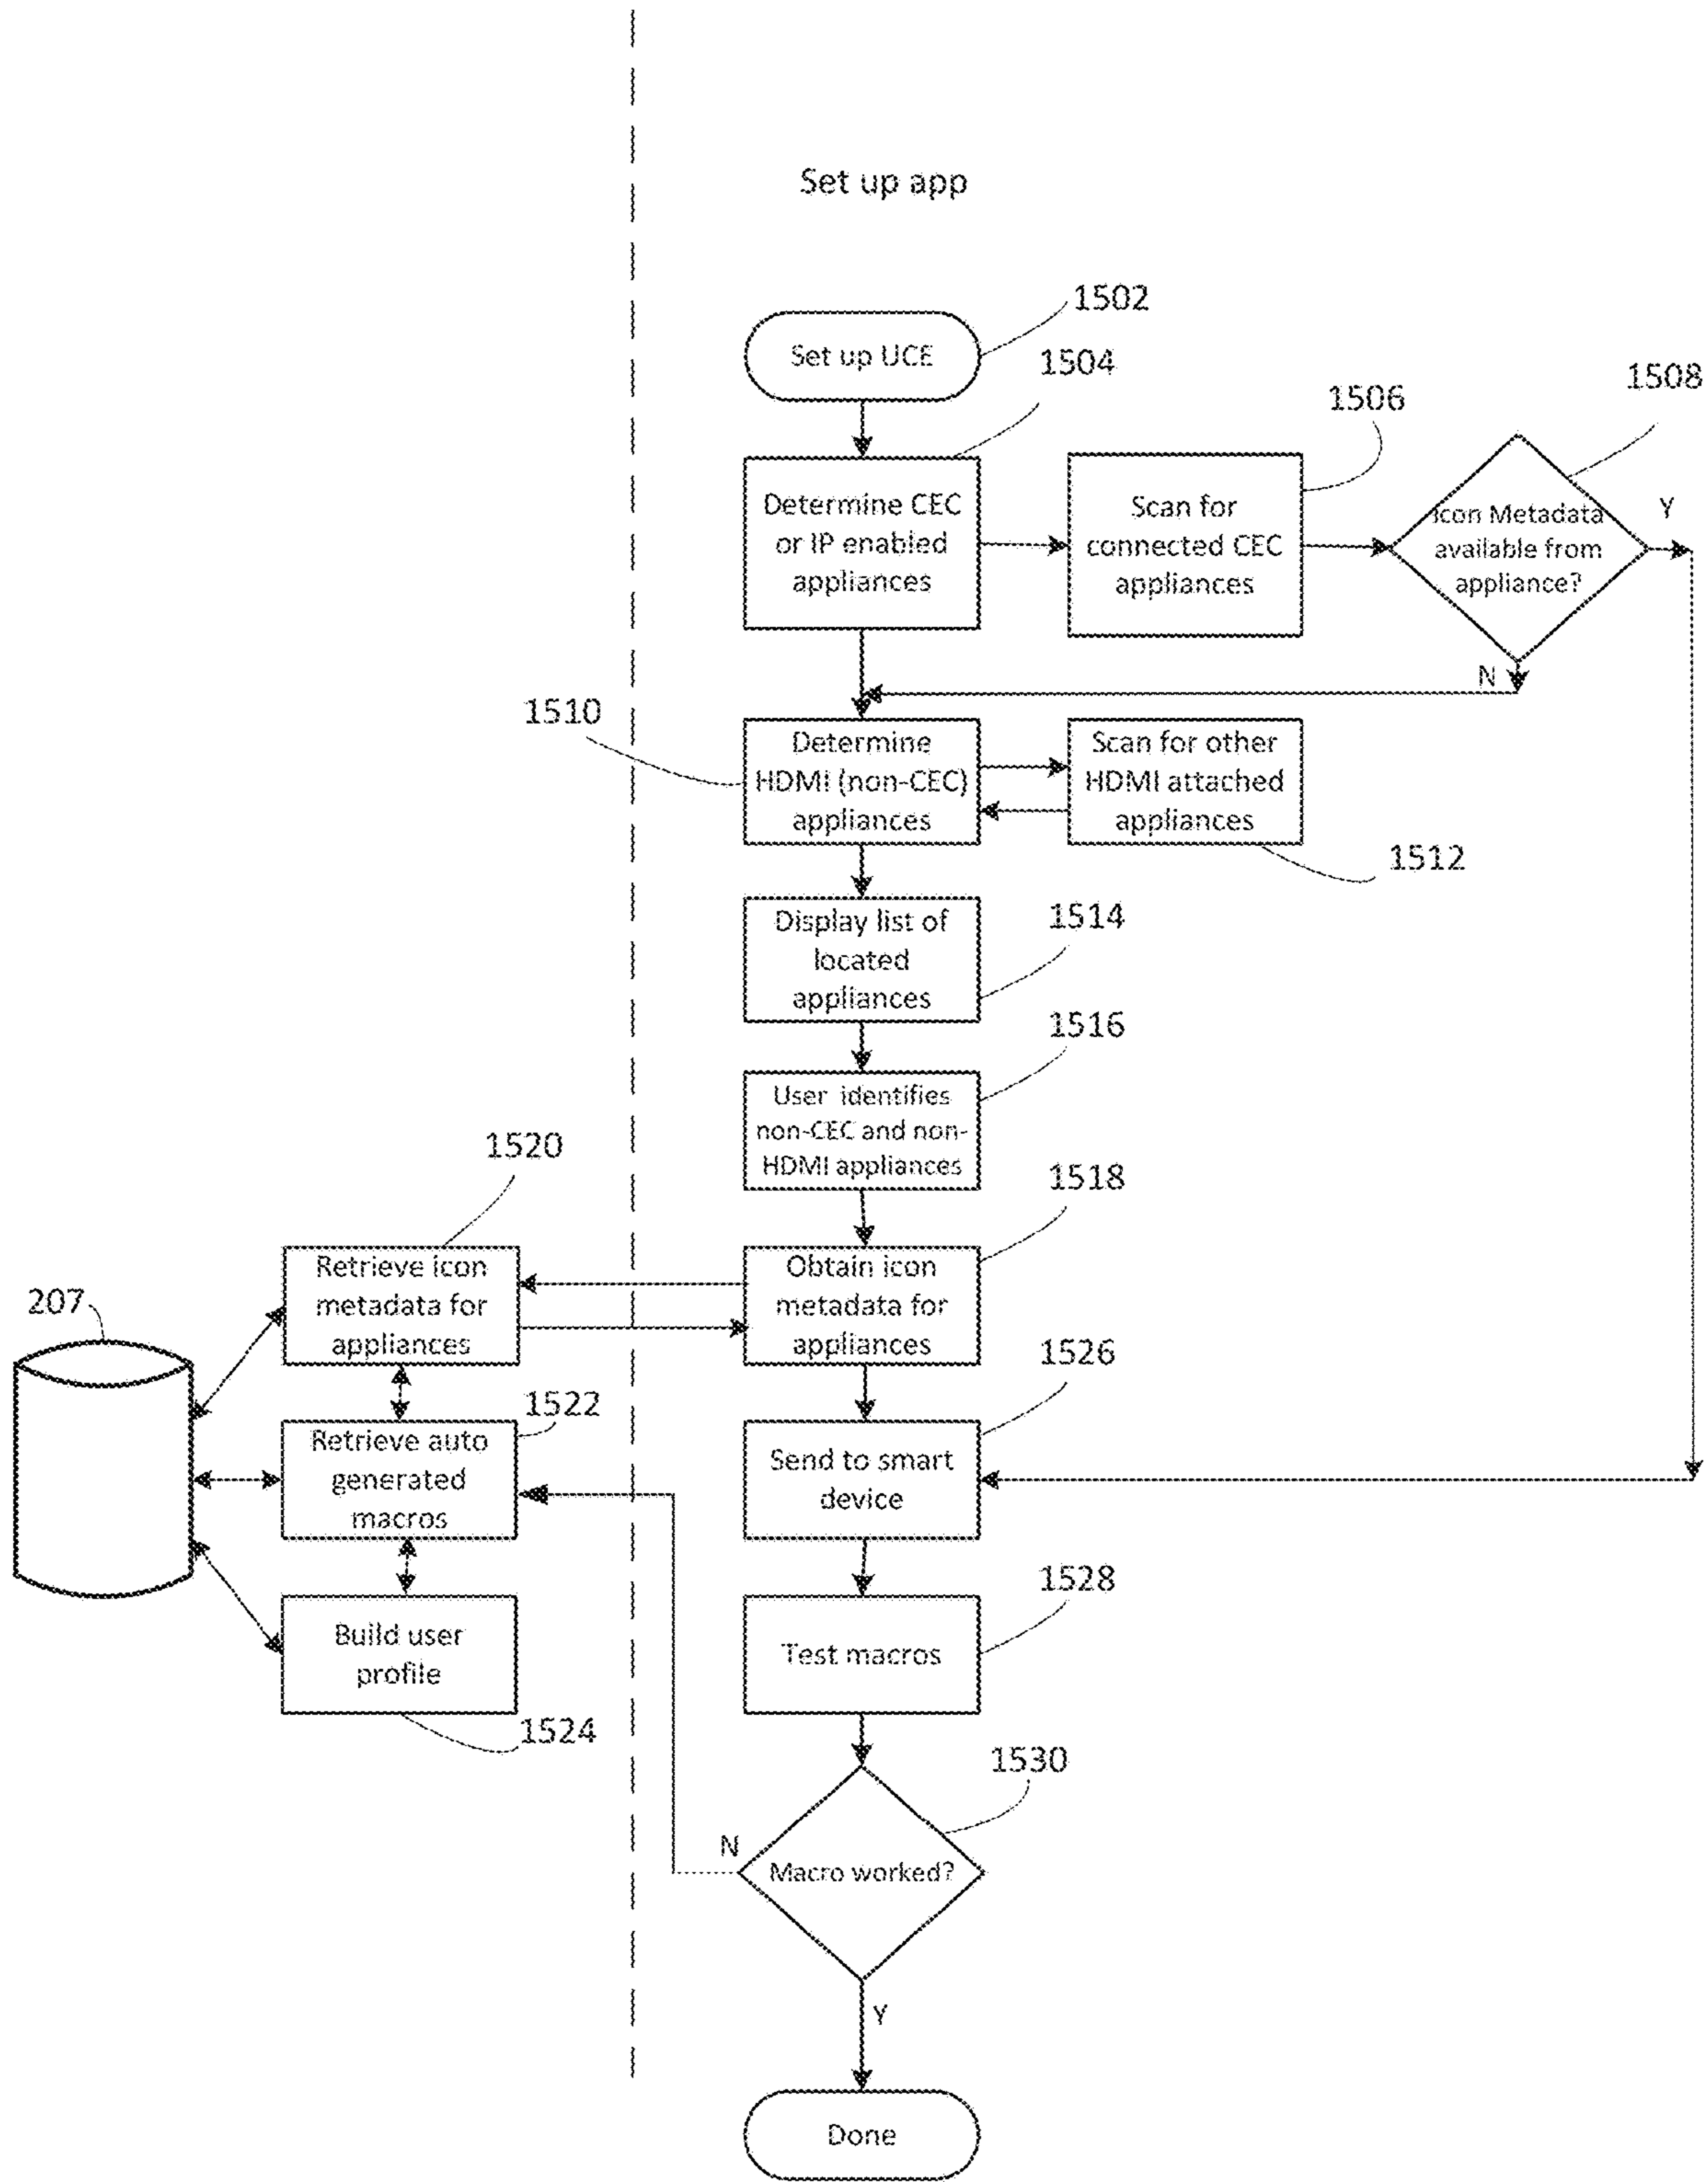 Set up app
1502
Set up UCE
1504
1506
1508
Determine CEC
or IP enabled
appliances
Scan for
connected CEC
appliances
Icon Metadata
available from
appliance?
Y
N
1510
Determine
HDMI (non-CEC)
appliances
Scan for other
HDMI attached
appliances
1512
Display list of
located
appliances
1514
1516
User identifies
non-CEC and non-
HDMI appliances
1518
1520
Retrieve icon
metadata for
appliances
Obtain icon
metadata for
appliances
207
1526
1522
Retrieve auto
generated
macros
Send to smart
device
1528
Build user
profile
1524
Test macros
1530
N
Macro worked?
Y
Done